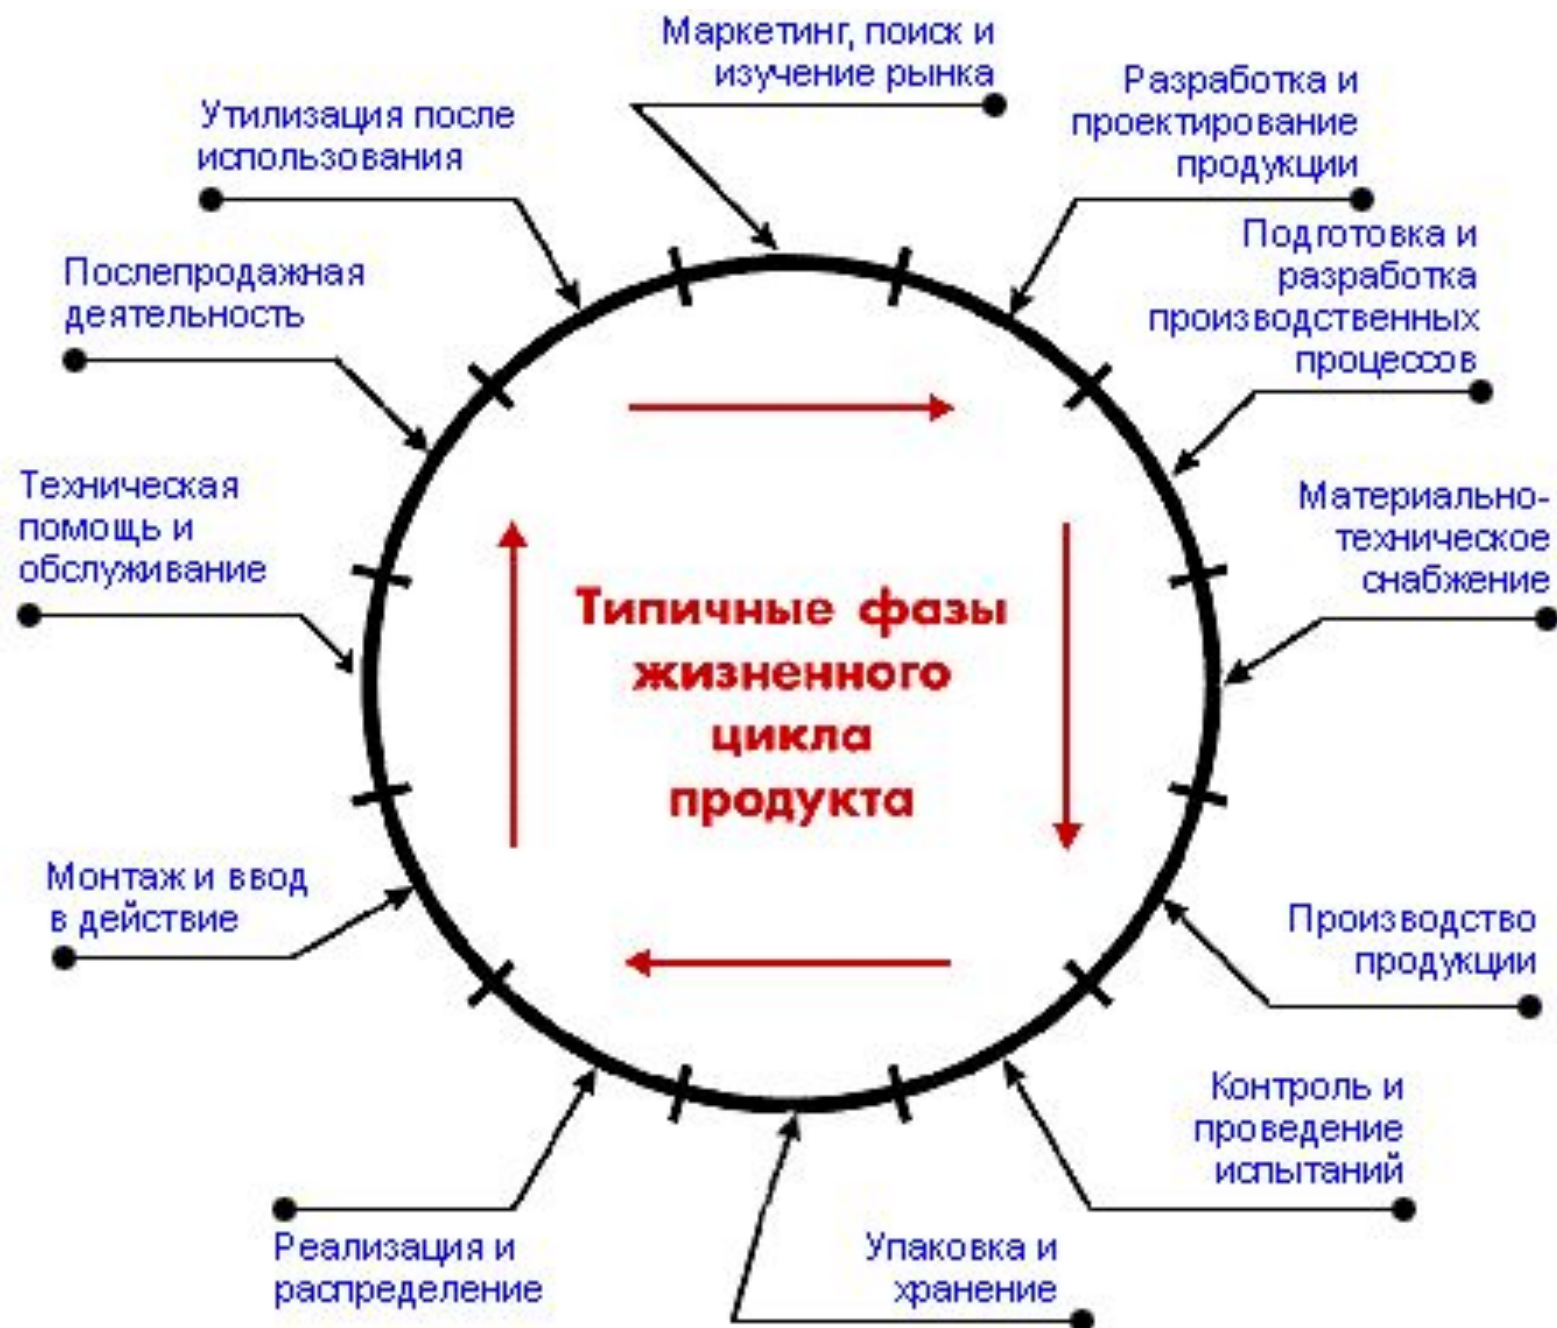 Маркетинг, поиск и
изучение рынка
Разработка и
проектирование
продукции
Подготовка и
разработка
производственных
процессов
Материально-
техническое
снабжение
Производство
продукции
Контроль и
проведение
испытаний
Упаковка и
хранение
Реализация и
распределение
Монтаж и ввод
в действие
Техническая
помощь и
обслуживание
Послепродажная
деятельность
Утилизация после
использования
Типичные фазы
жизненного
цикла
продукта